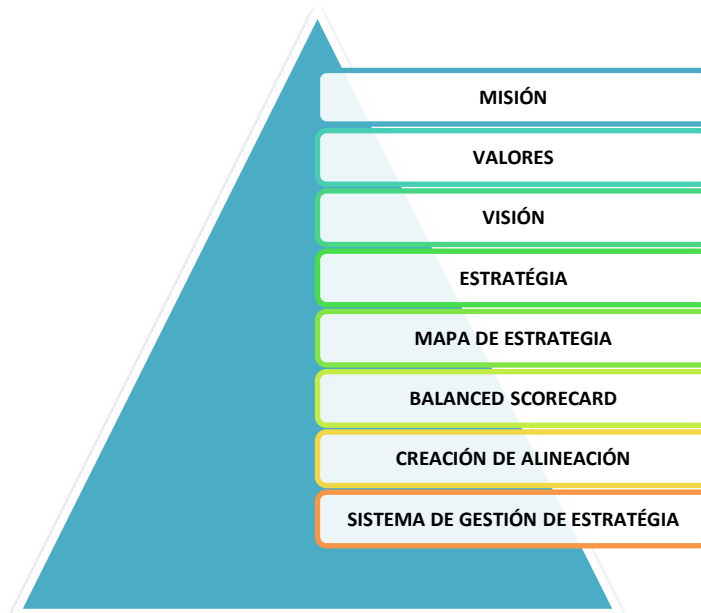 MISIÓN
VALORES
VISIÓN
ESTRATÉGIA
MAPA DE ESTRATEGIA
BALANCED SCORECARD
CREACIÓN DE ALINEACIÓN
SISTEMA DE GESTIÓN DE ESTRATÉGIA